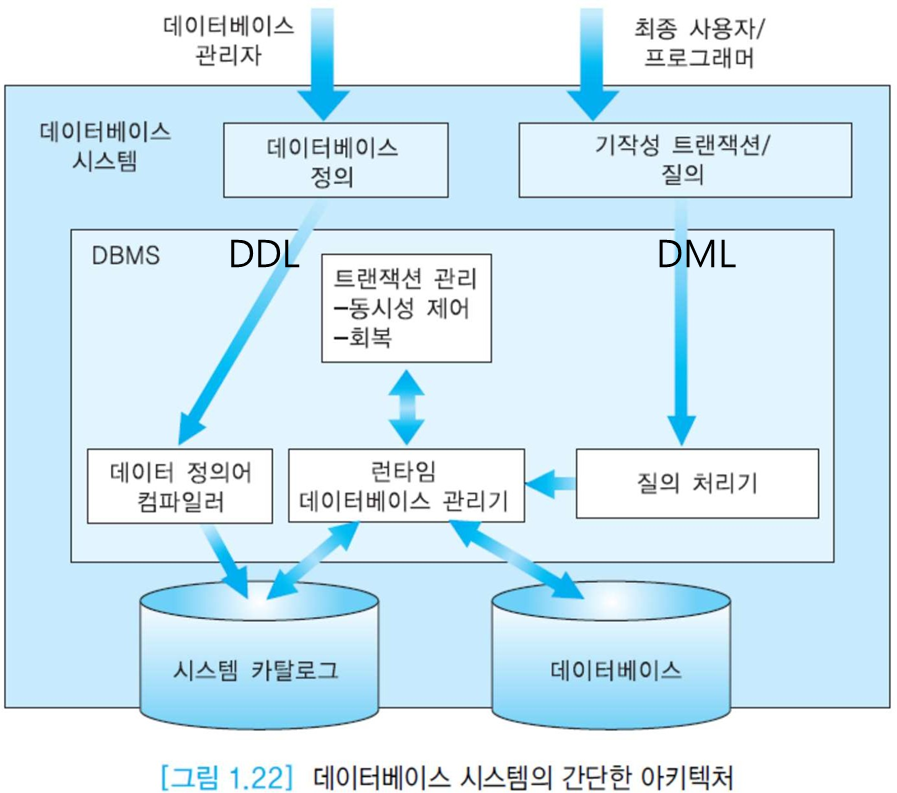 데이터베이스
관리자
최종 사용자/
프로그래머
데이터베이스
시스템
데이터베이스
정의
기작성 트랜잭션/
질의
DBMS
DDL
DML
트랜잭션 관리
–동시성 제어
–회복
데이터 정의어
컴파일러
런타임
데이터베이스 관리기
질의 처리기
시스템 카탈로그
데이터베이스
[그림 1.22] 데이터베이스 시스템의 간단한 아키텍처